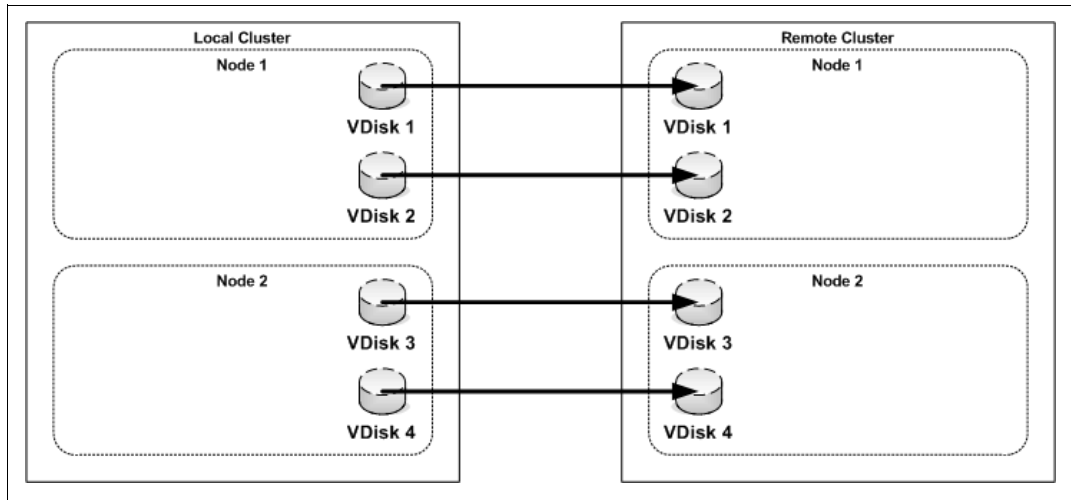 Local Cluster
Node 1
VDisk 1
VDisk 2
Node 2
VDisk 3
VDisk 4
Remote Cluster
Node 1
VDisk 1
VDisk 2
Node 2
VDisk 3
VDisk 4